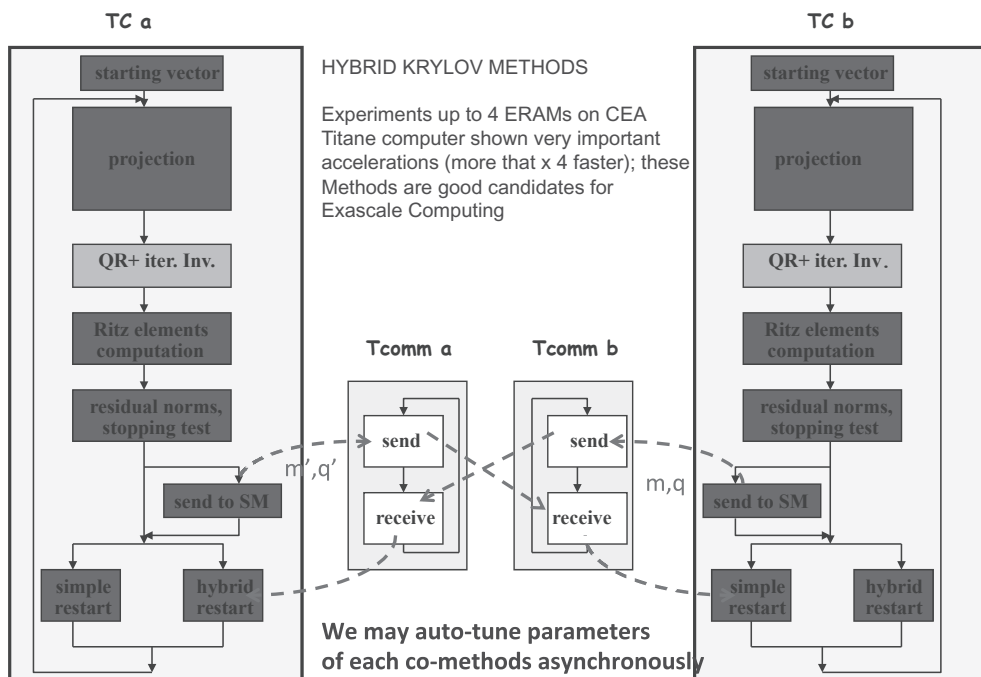 TC a
TC b
starting vector
projection
QR+ iter. Inv.
Ritz elements
computation
residual norms,
stopping test
send to SM
simple
restart
hybrid
restart
HYBRID KRYLOV METHODS
Experiments up to 4 ERAMs on CEA
Titane computer shown very important
accelerations (more that x 4 faster); these
Methods are good candidates for
Exascale Computing
Tcomm a
Tcomm b
send
receive
send
receive
m',q'
m,q
We may auto-tune parameters
of each co-methods asynchronously
starting vector
projection
QR+ iter. Inv.
Ritz elements
computation
residual norms,
stopping test
send to SM
simple
restart
hybrid
restart